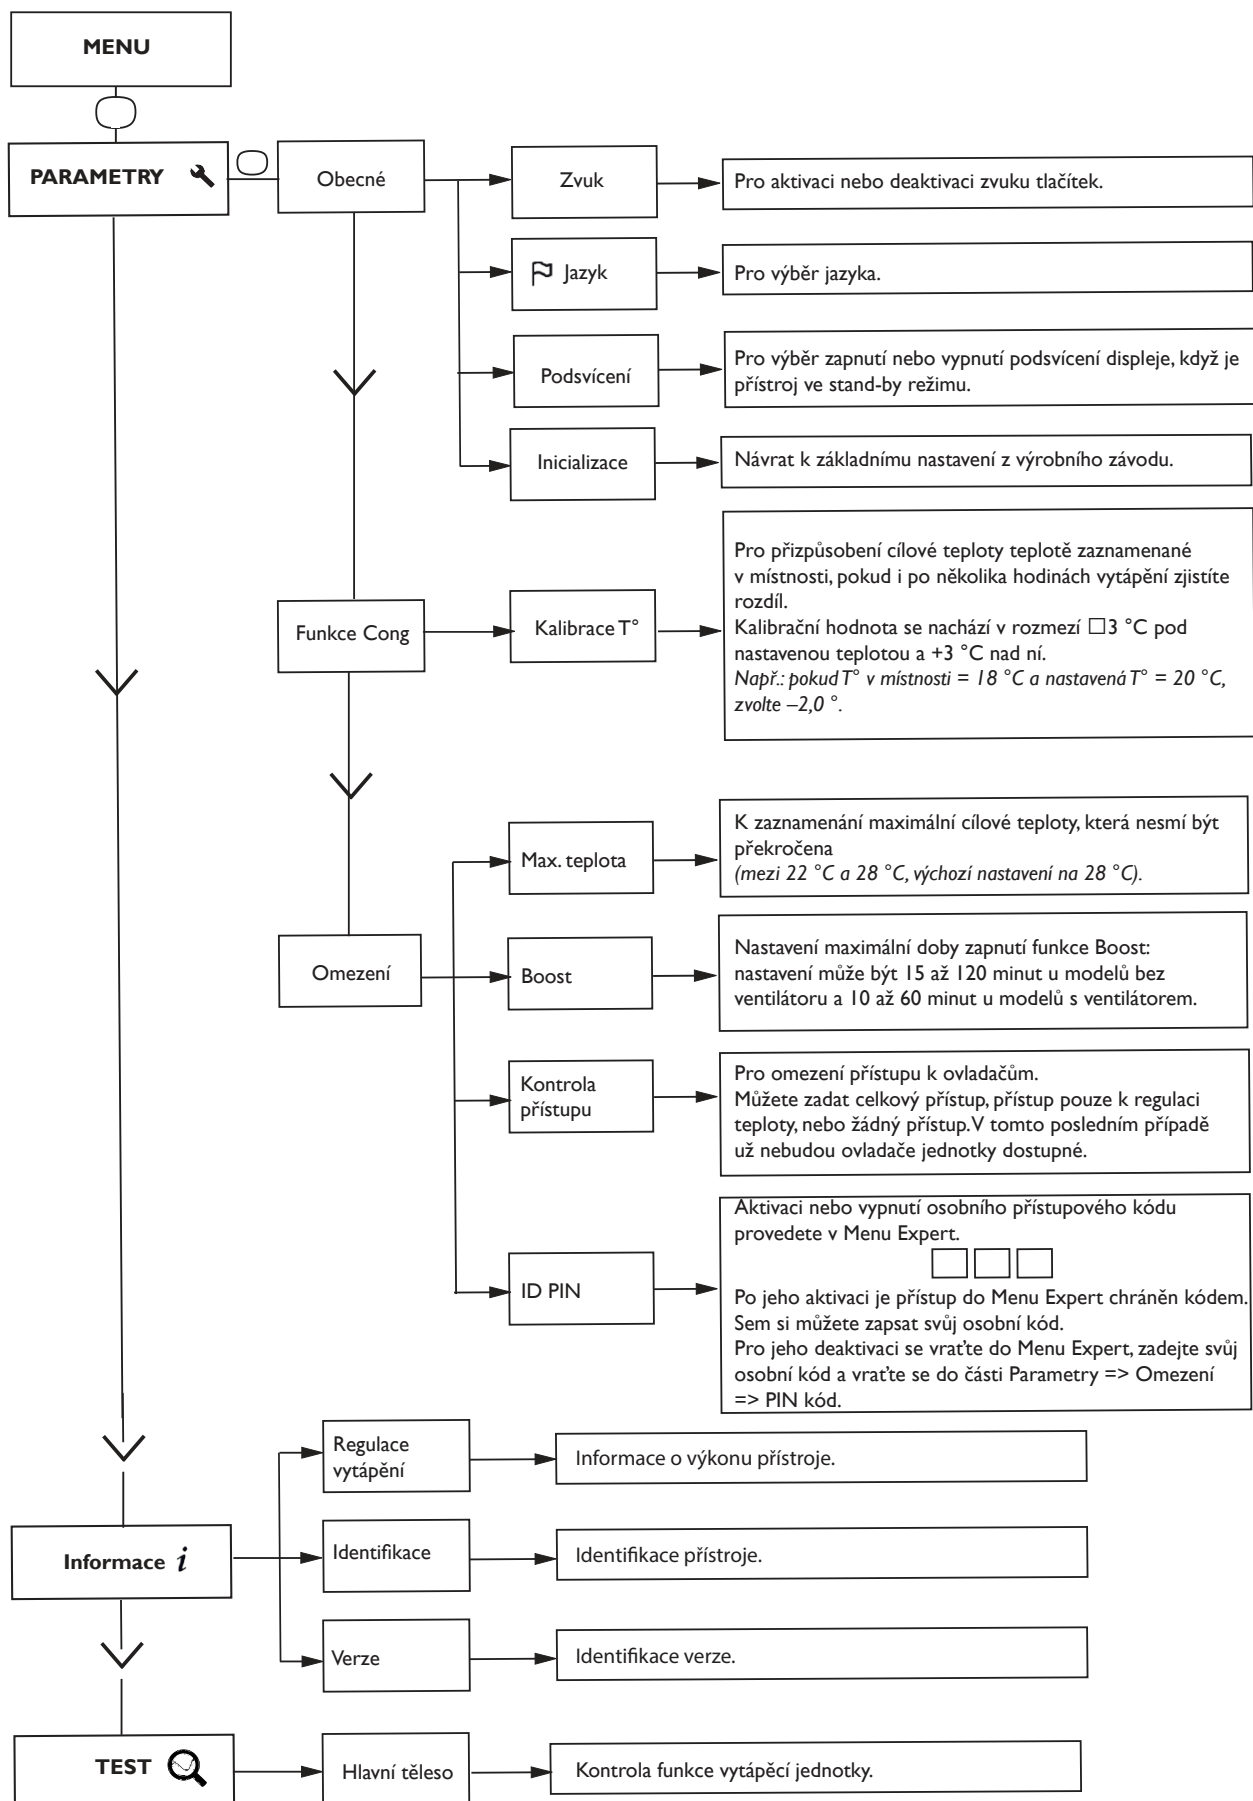 MENU
PARAMETRY
Obecné
Zvuk
Pro aktivaci nebo deaktivaci zvuku tlačítek.
Jazyk
Pro výběr jazyka.
Podsvícení
Pro výběr zapnutí nebo vypnutí podsvícení displeje, když je
přístroj ve stand-by režimu.
Inicializace
Návrat k základnímu nastavení z výrobního závodu.
Funkce Cong
Kalibrace T°
Pro přizpůsobení cílové teploty teplotě zaznamenané
v místnosti, pokud i po několika hodinách vytápění zjistíte
rozdíl.
Kalibrační hodnota se nachází v rozmezí □3 °C pod
nastavenou teplotou a +3 °C nad ní.
Např.: pokud T° v místnosti = 18 °C a nastavená T° = 20 °C,
zvolte –2,0 °.
Omezení
Max. teplota
K zaznamenání maximální cílové teploty, která nesmí být
překročena
(mezi 22 °C a 28 °C, výchozí nastavení na 28 °C).
Boost
Nastavení maximální doby zapnutí funkce Boost:
nastavení může být 15 až 120 minut u modelů bez
ventilátoru a 10 až 60 minut u modelů s ventilátorem.
Kontrola
přístupu
Pro omezení přístupu k ovladačům.
Můžete zadat celkový přístup, přístup pouze k regulaci
teploty, nebo žádný přístup. V tomto posledním případě
už nebudou ovladače jednotky dostupné.
ID PIN
Aktivaci nebo vypnutí osobního přístupového kódu
provedete v Menu Expert.
Po jeho aktivaci je přístup do Menu Expert chráněn kódem.
Sem si můžete zapsat svůj osobní kód.
Pro jeho deaktivaci se vraťte do Menu Expert, zadejte svůj
osobní kód a vraťte se do části Parametry => Omezení
=> PIN kód.
Informace i
Regulace
vytápění
Informace o výkonu přístroje.
Identifikace
Identifikace přístroje.
Verze
Identifikace verze.
TEST
Hlavní těleso
Kontrola funkce vytápěcí jednotky.